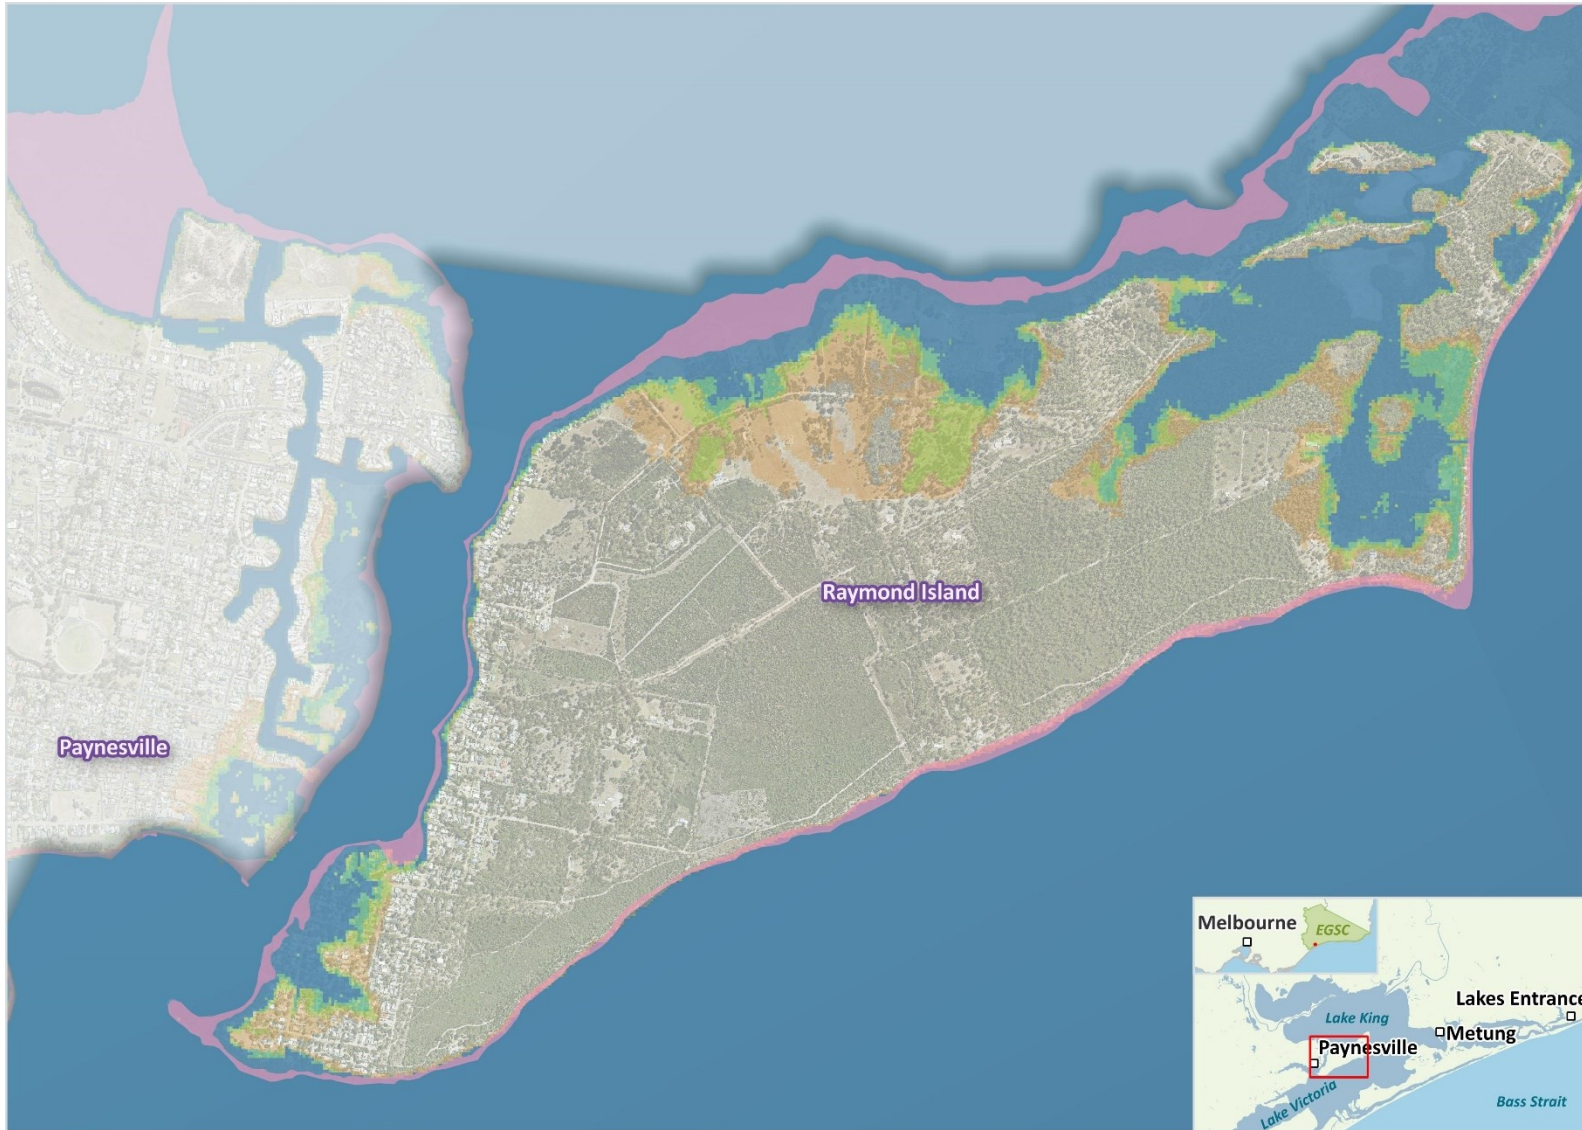 Raymond Island
Paynesville
Melbourne
EGSC
Lakes Entrance
Lake King
Metung
Paynesville
Lake Victoria
Bass Strait